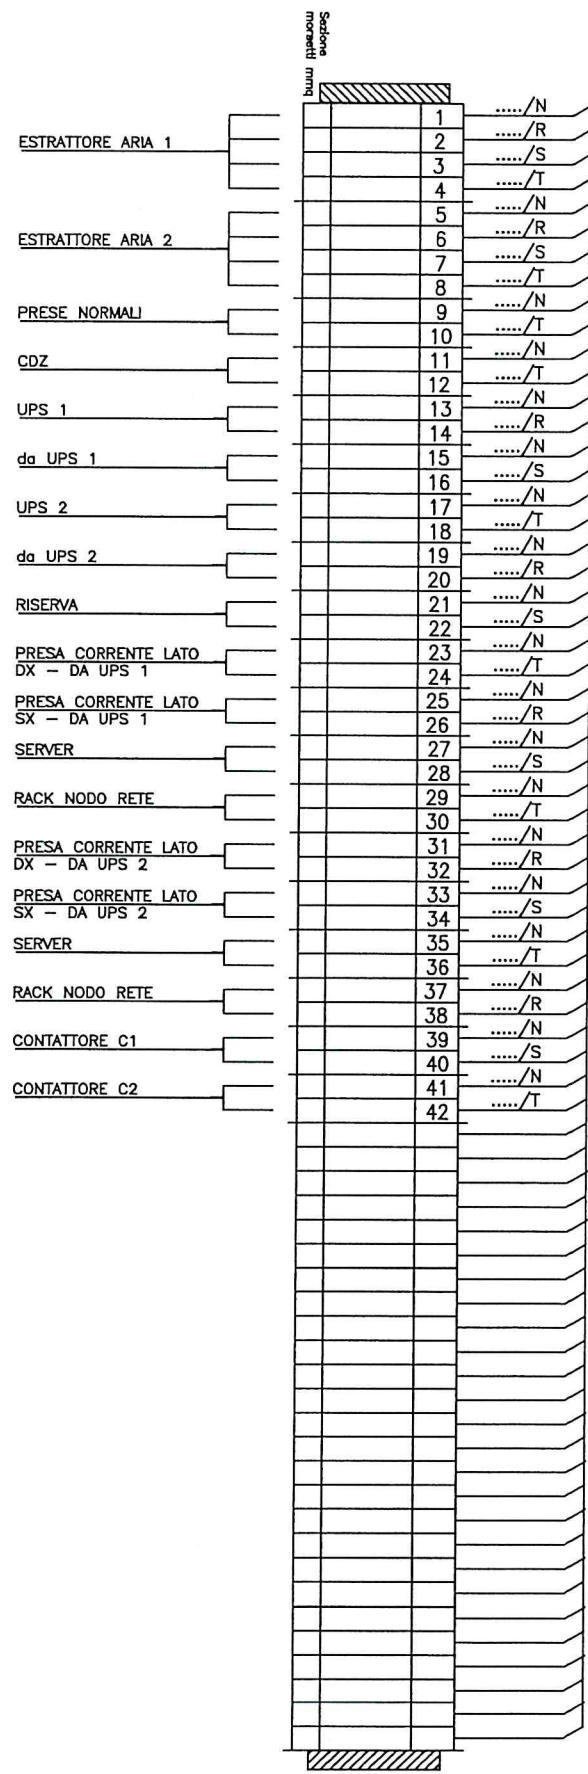 Sezione
morsetti mmq
1 ...../N
ESTRATTORE ARIA 1
2 ...../R
3 ...../S
4 ...../T
5 ...../N
ESTRATTORE ARIA 2
6 ...../R
7 ...../S
8 ...../T
PRESE NORMALI
9 ...../N
10 ...../T
CDZ
11 ...../N
12 ...../T
UPS 1
13 ...../N
14 ...../R
da UPS 1
15 ...../N
16 ...../S
UPS 2
17 ...../N
18 ...../T
da UPS 2
19 ...../N
20 ...../R
RISERVA
21 ...../N
22 ...../S
PRESA CORRENTE LATO
DX – DA UPS 1
23 ...../N
24 ...../T
PRESA CORRENTE LATO
SX – DA UPS 1
25 ...../N
26 ...../R
SERVER
27 ...../N
28 ...../S
RACK NODO RETE
29 ...../N
30 ...../T
PRESA CORRENTE LATO
DX – DA UPS 2
31 ...../N
32 ...../R
PRESA CORRENTE LATO
SX – DA UPS 2
33 ...../N
34 ...../S
SERVER
35 ...../N
36 ...../T
RACK NODO RETE
37 ...../N
38 ...../R
CONTATTORE C1
39 ...../N
40 ...../S
CONTATTORE C2
41 ...../N
42 ...../T